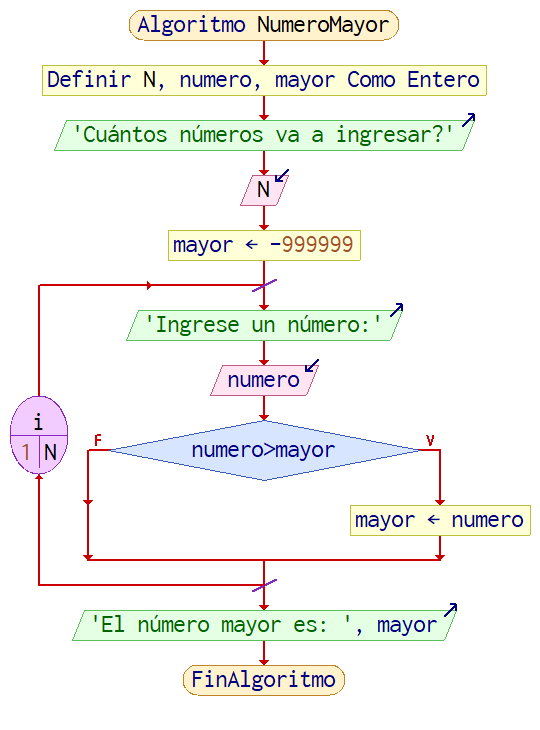 Algoritmo NumeroMayor
Definir N, numero, mayor Como Entero
'Cuántos números va a ingresar?'
N
mayor ← -999999
'Ingrese un número:'
numero
i
1 N
F
numero>mayor
V
mayor ← numero
'El número mayor es: ', mayor
FinAlgoritmo